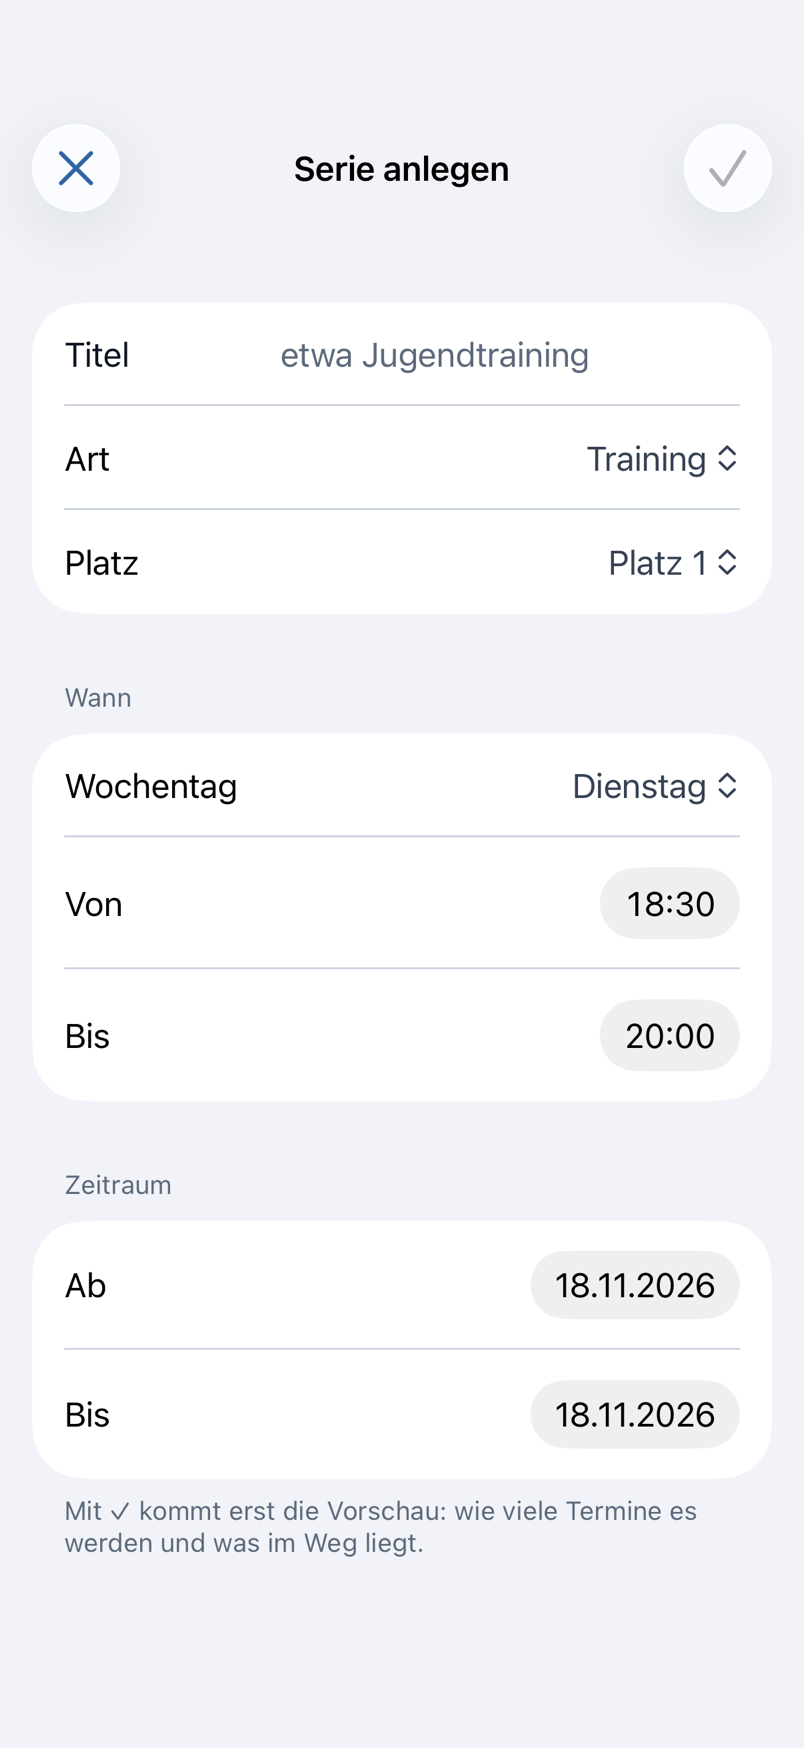 Serie anlegen
Titel etwa Jugendtraining
Art Training
Platz Platz 1
Wann
Wochentag Dienstag
Von 18:30
Bis 20:00
Zeitraum
Ab 18.11.2026
Bis 18.11.2026
Mit ✓ kommt erst die Vorschau: wie viele Termine es
werden und was im Weg liegt.